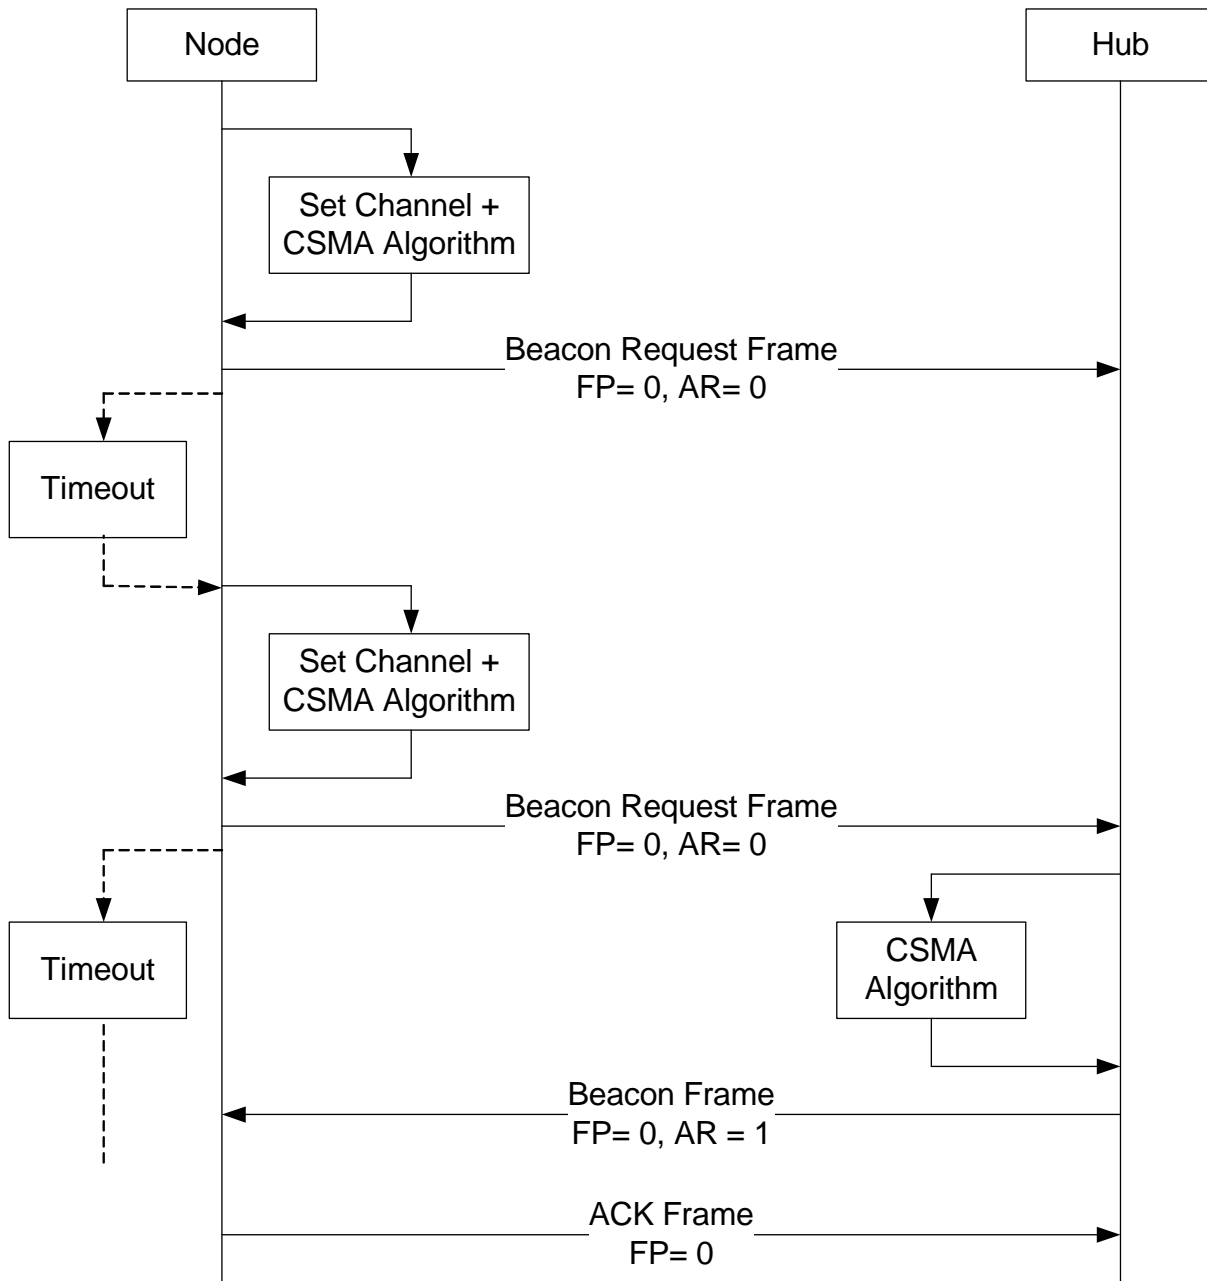 Node
Hub
Set Channel +
CSMA Algorithm
Beacon Request Frame
FP= 0, AR= 0
Timeout
Set Channel +
CSMA Algorithm
Beacon Request Frame
FP= 0, AR= 0
Timeout
CSMA
Algorithm
Beacon Frame
FP= 0, AR = 1
ACK Frame
FP= 0